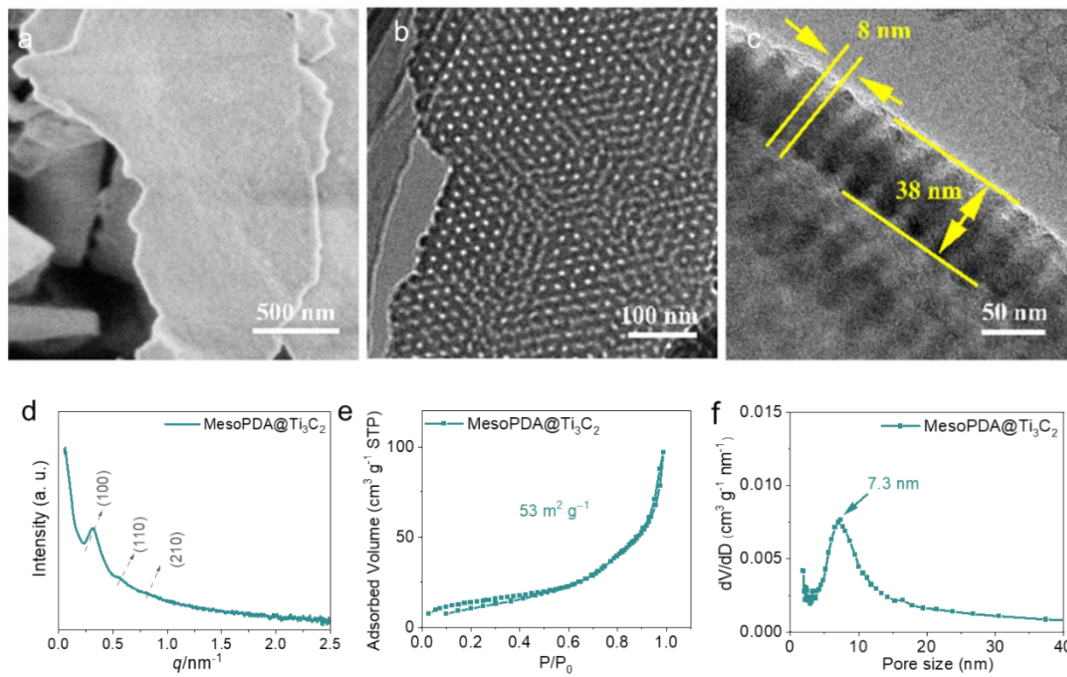 a
500 nm
b
100 nm
c
8 nm
38 nm
50 nm
d
MesoPDA@Ti₃C₂
(100)
(110)
(210)
Intensity (a. u.)
0.0 0.5 1.0 1.5 2.0 2.5
q/nm⁻¹
e
MesoPDA@Ti₃C₂
53 m² g⁻¹
Adsorbed Volume (cm³ g⁻¹ STP)
100
50
0
0.0 0.2 0.4 0.6 0.8 1.0
P/P₀
f
MesoPDA@Ti₃C₂
7.3 nm
dV/dD (cm³ g⁻¹ nm⁻¹)
0.015
0.010
0.005
0.000
0 10 20 30 40
Pore size (nm)